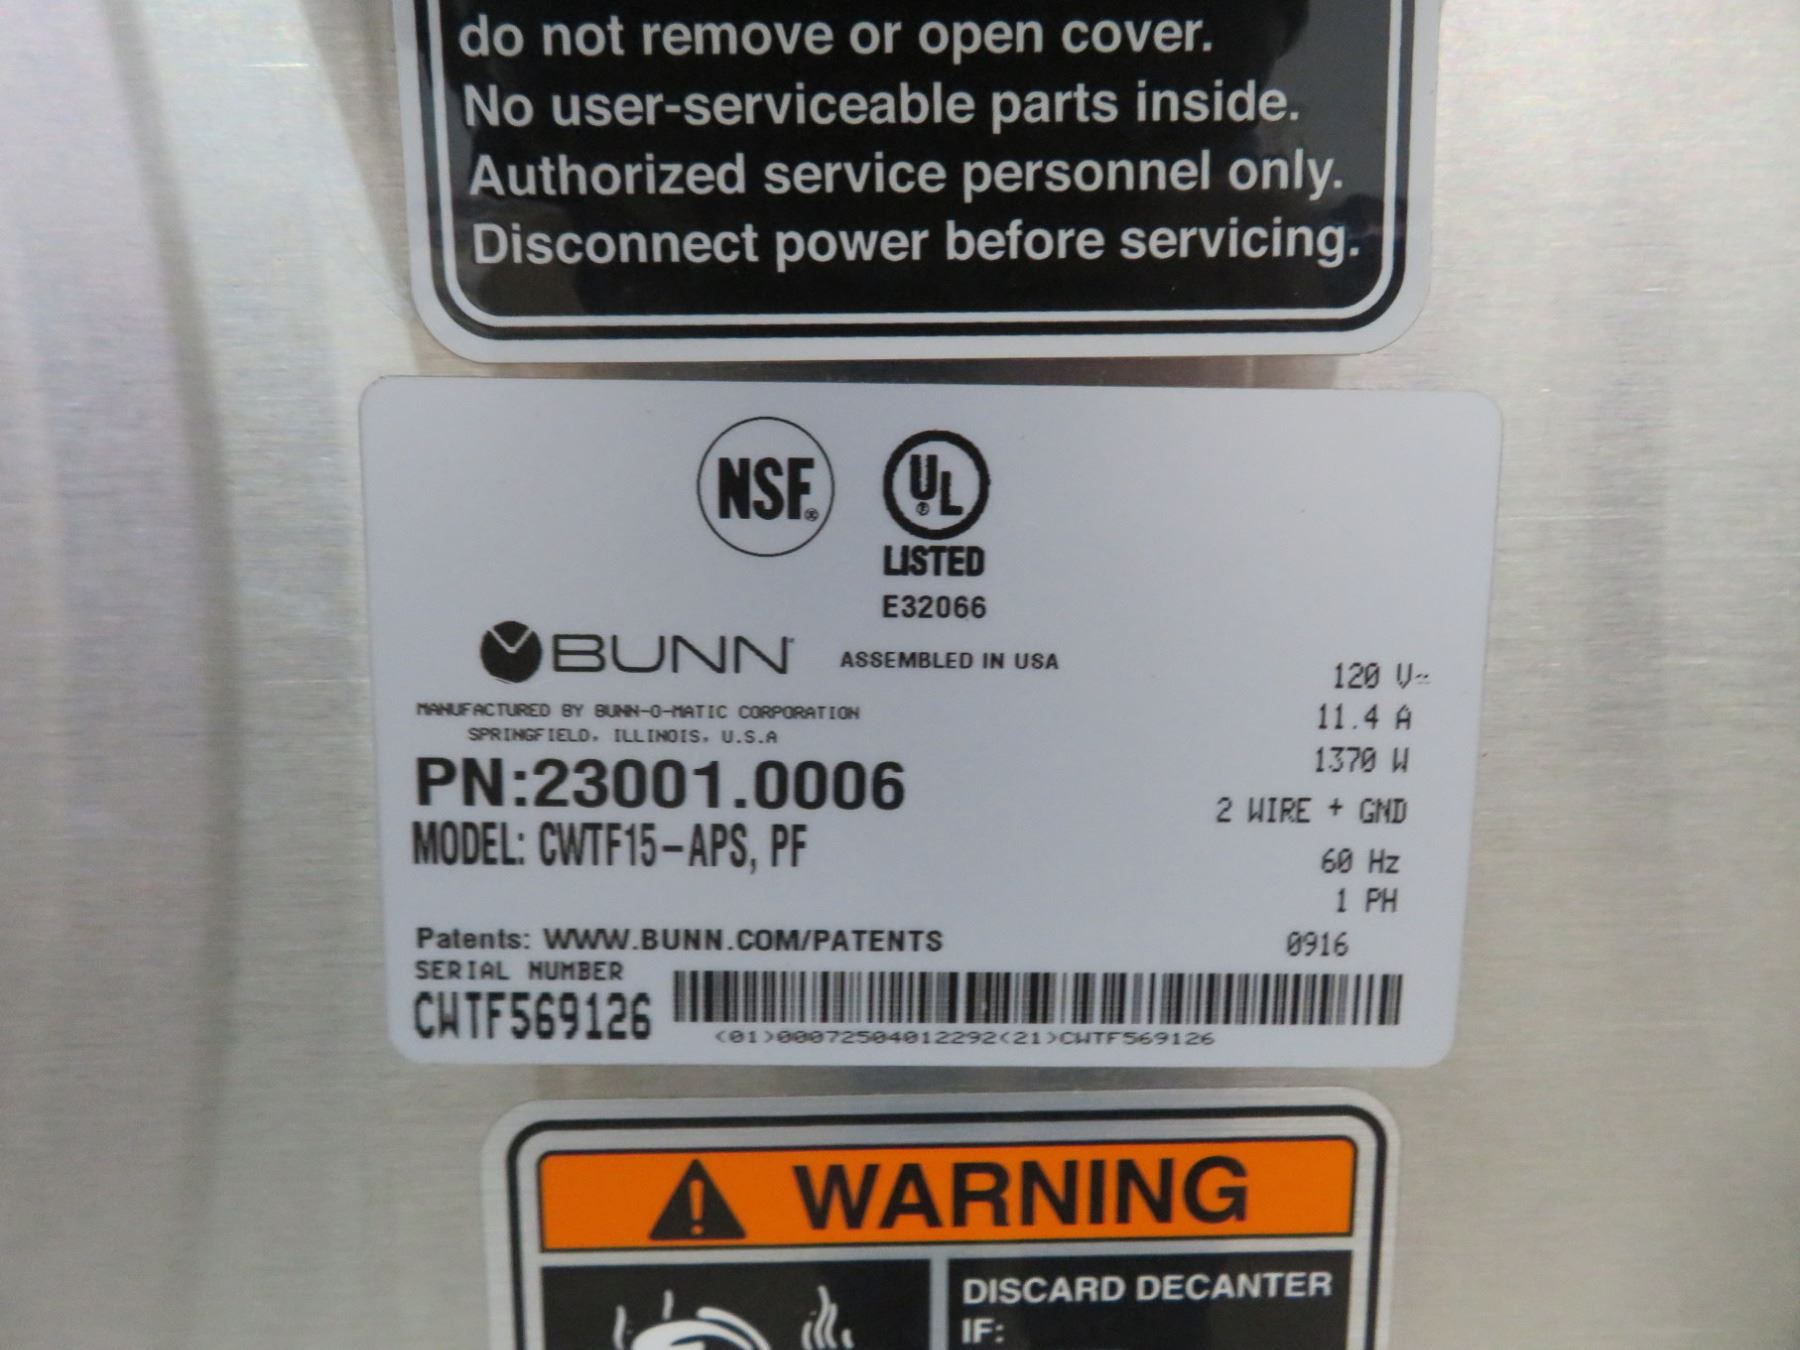 do not remove or open cover.
No user-serviceable parts inside.
Authorized service personnel only.
Disconnect power before servicing.
NSF®
UL®
LISTED
E32066
BUNN®
ASSEMBLED IN USA
MANUFACTURED BY BUNN-O-MATIC CORPORATION
SPRINGFIELD, ILLINOIS, U.S.A
PN:23001.0006
MODEL: CWTF15-APS, PF
120 V~
11.4 A
1370 W
2 WIRE + GND
60 Hz
1 PH
0916
Patents: WWW.BUNN.COM/PATENTS
SERIAL NUMBER
CWTF569126
(01)00072504012292(21)CWTF569126
WARNING
DISCARD DECANTER
IF: